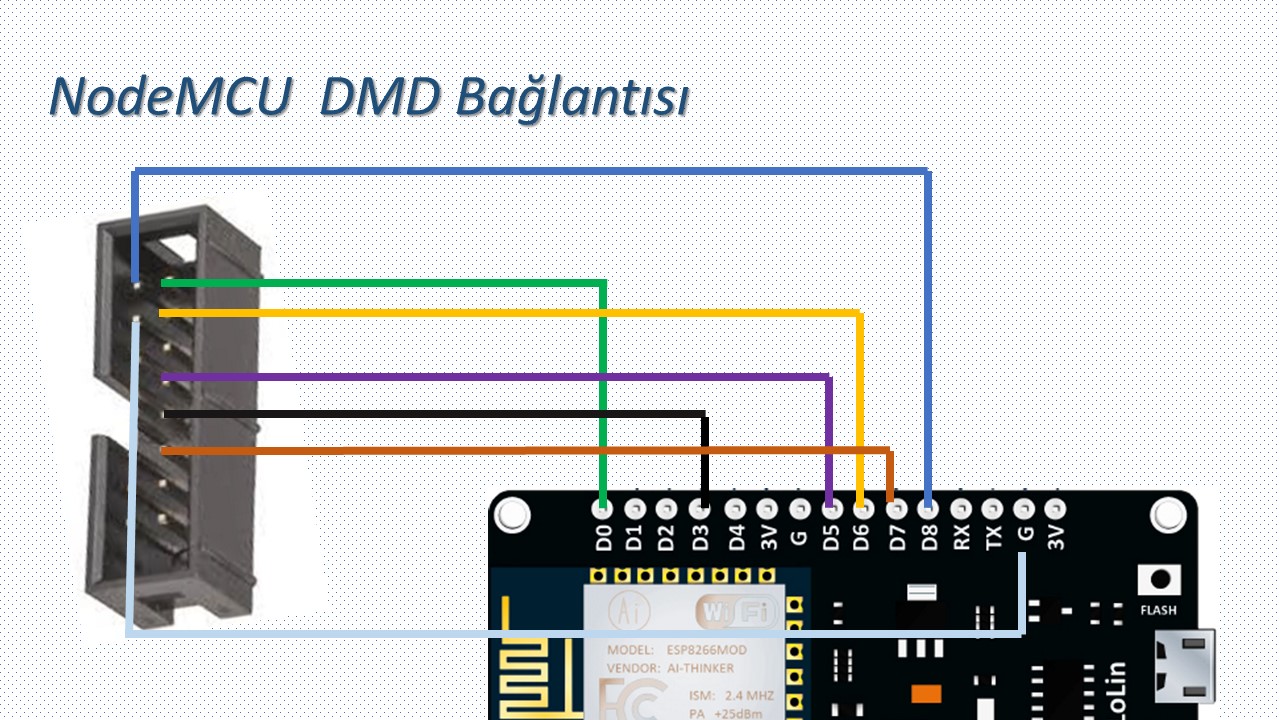 NodeMCU DMD Bağlantısı
D0 D1 D2 D3 D4 3V G D5 D6 D7 D8 RX TX G 3V
FLASH
Ai WiFi
MODEL: ESP8266MOD
VENDOR: AI-THINKER
FC ISM: 2.4 MHZ
PA +25dBm
LoLin